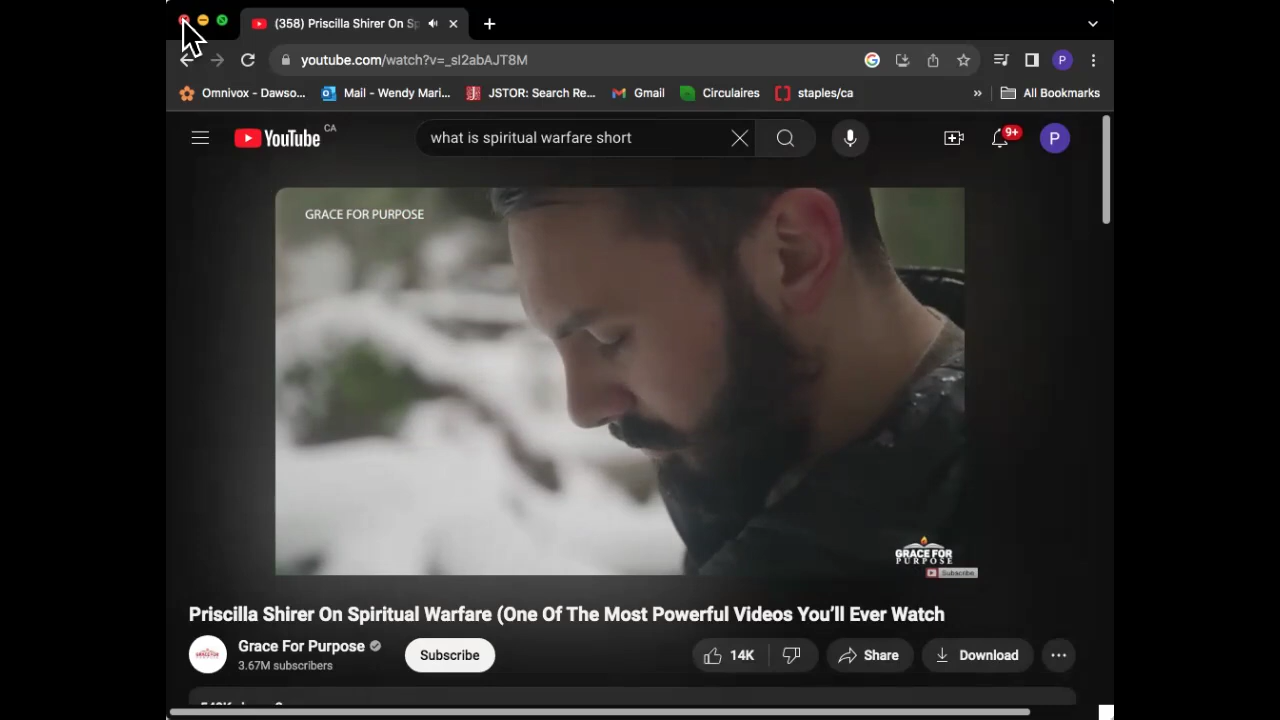 (358) Priscilla Shirer On Sp
youtube.com/watch?v=_sI2abAJT8M
Omnivox - Dawso...
Mail - Wendy Mari...
JSTOR: Search Re...
Gmail
Circulaires
staples/ca
»
All Bookmarks
YouTube CA
what is spiritual warfare short
9+
P
P
GRACE FOR PURPOSE
GRACE FOR
PURPOSE
Subscribe
Priscilla Shirer On Spiritual Warfare (One Of The Most Powerful Videos You'll Ever Watch
Grace For Purpose
3.67M subscribers
Subscribe
14K
Share
Download